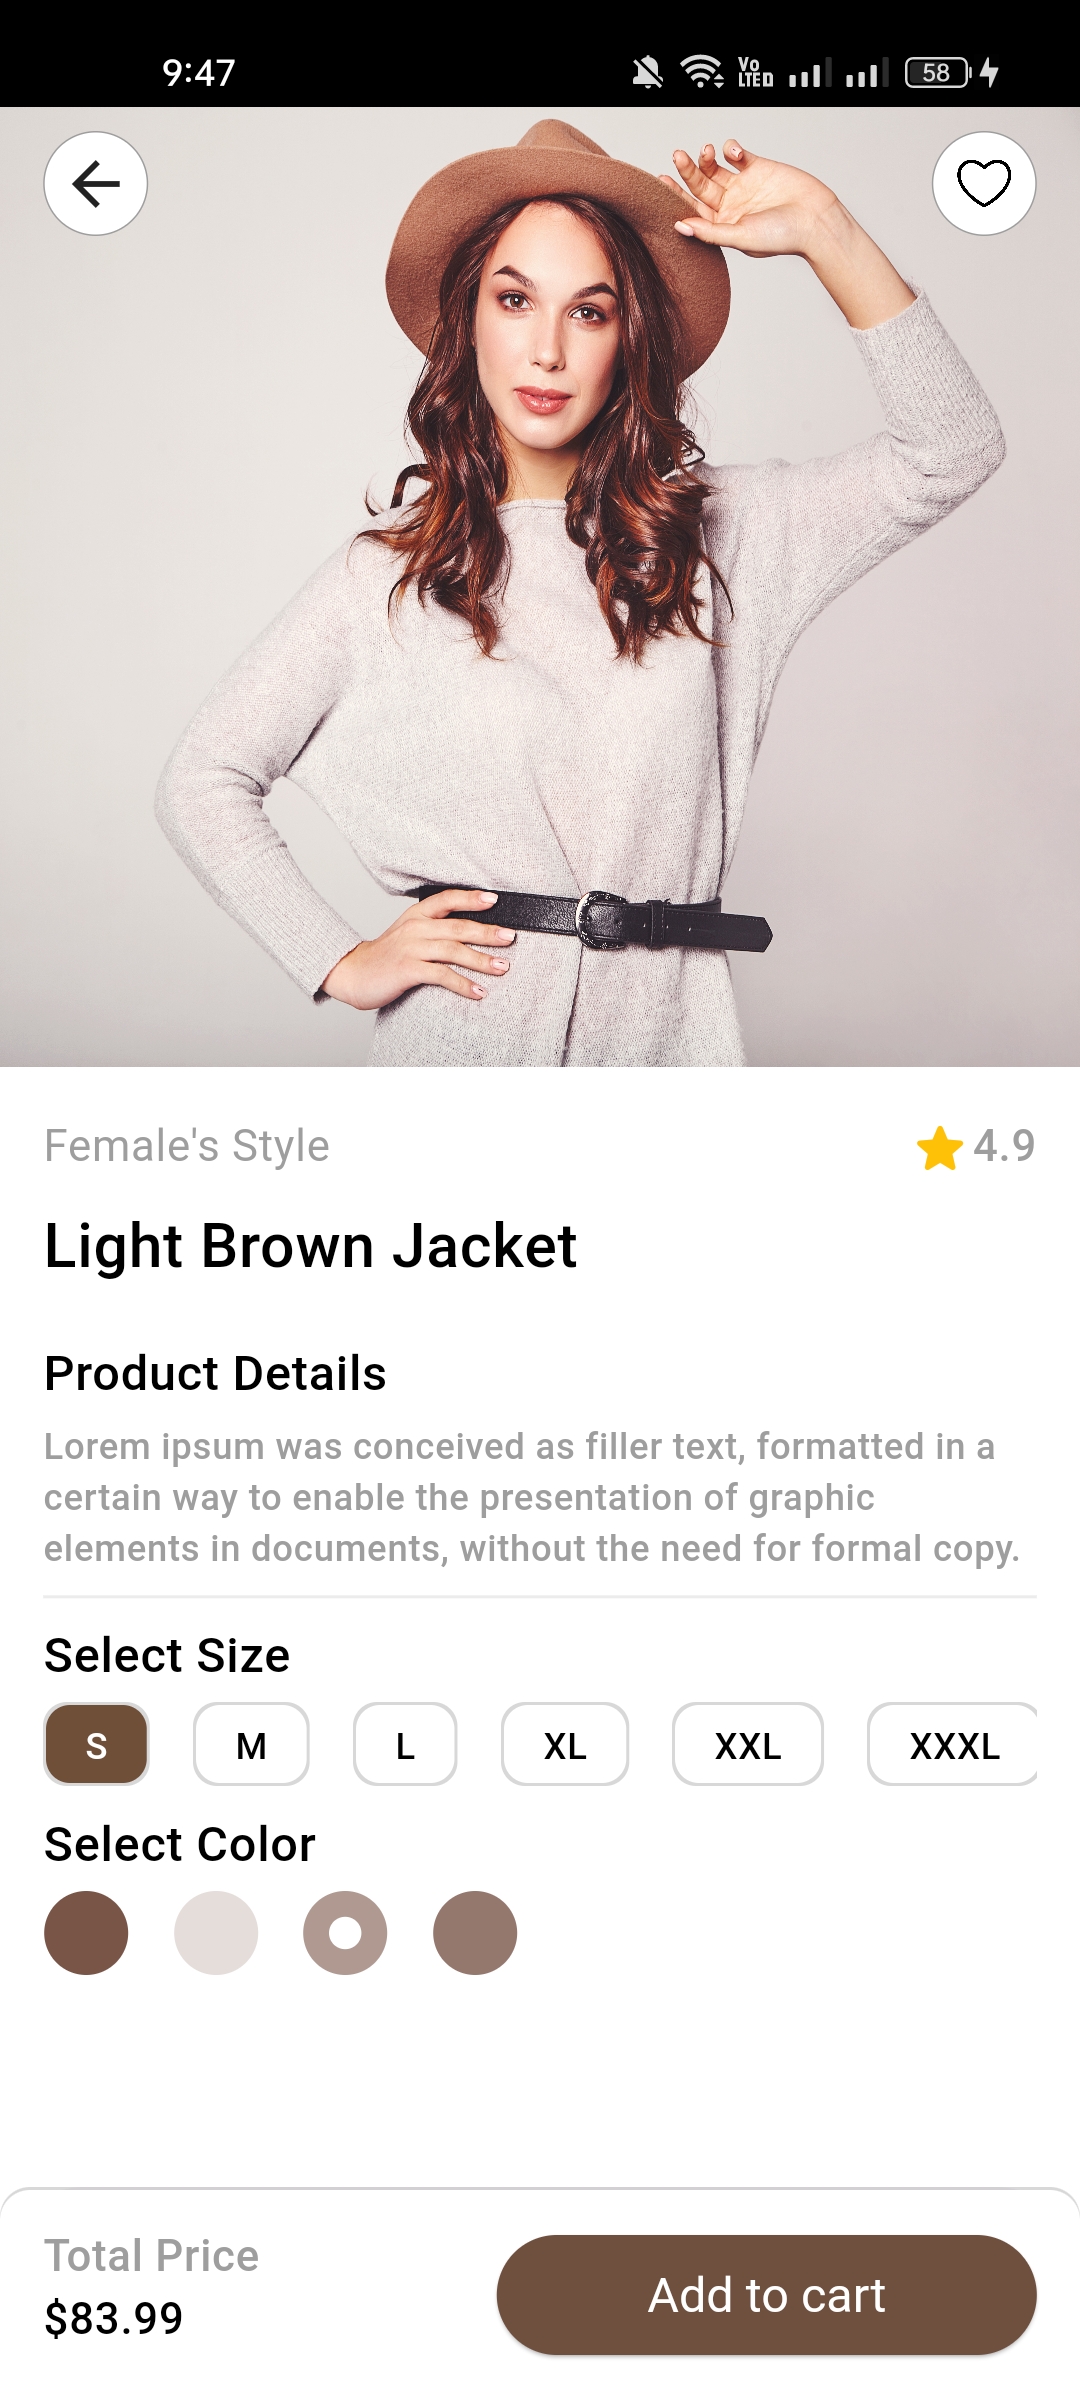 9:47
Vo
LTED
58
Female's Style
4.9
Light Brown Jacket
Product Details
Lorem ipsum was conceived as filler text, formatted in a
certain way to enable the presentation of graphic
elements in documents, without the need for formal copy.
Select Size
S M L XL XXL XXXL
Select Color
Total Price
$83.99
Add to cart